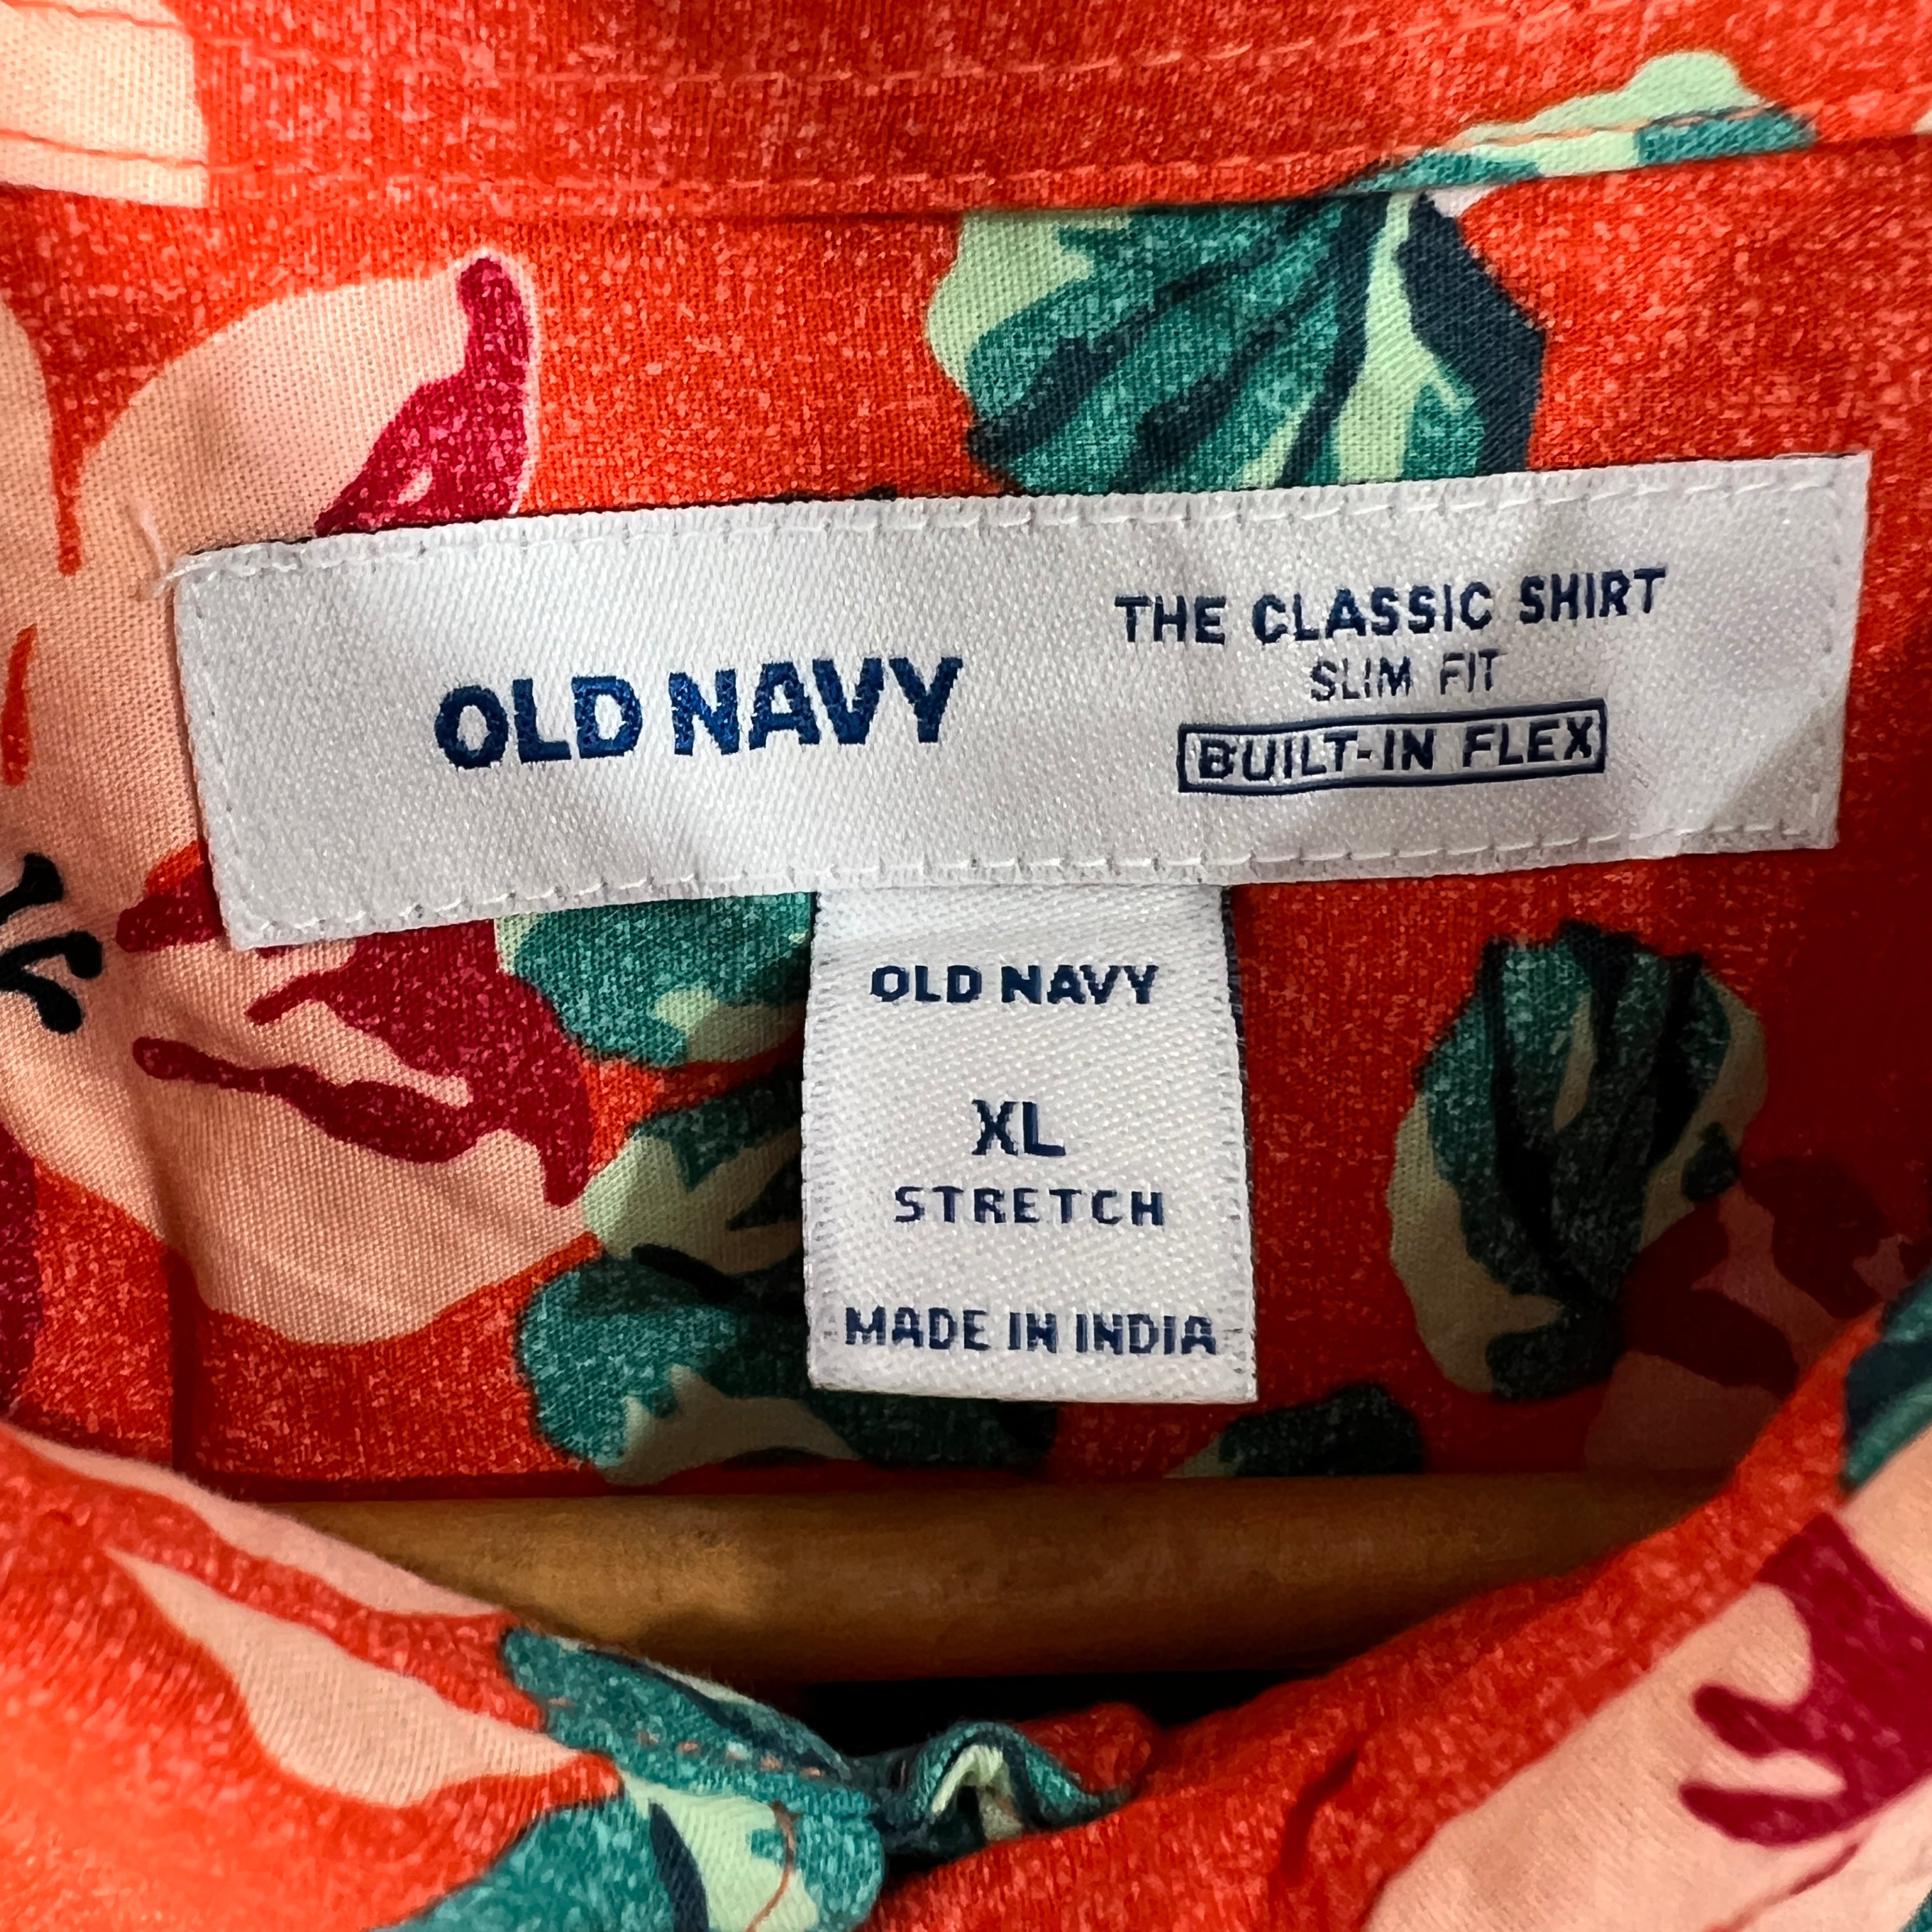 OLD NAVY
THE CLASSIC SHIRT
SLIM FIT
BUILT-IN FLEX
OLD NAVY
XL
STRETCH
MADE IN INDIA